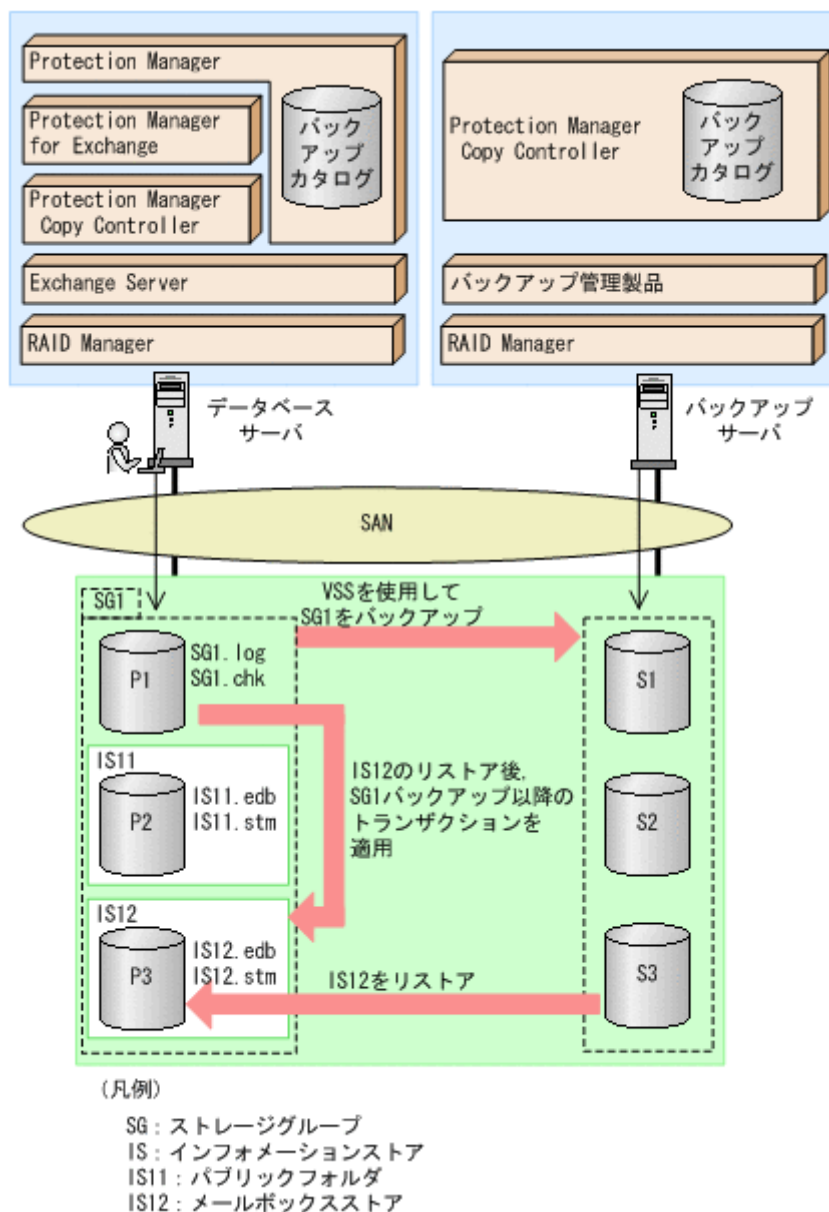 Protection Manager
Protection Manager
for Exchange
Protection Manager
Copy Controller
バック
アップ
カタログ
Exchange Server
RAID Manager
Protection Manager
Copy Controller
バック
アップ
カタログ
バックアップ管理製品
RAID Manager
データベース
サーバ
バックアップ
サーバ
SAN
SG1
VSSを使用して
SG1をバックアップ
P1
SG1.log
SG1.chk
S1
IS11
P2
IS11.edb
IS11.stm
IS12のリストア後,
SG1バックアップ以降の
トランザクションを
適用
S2
IS12
P3
IS12.edb
IS12.stm
IS12をリストア
S3
(凡例)
SG:ストレージグループ
IS:インフォメーションストア
IS11:パブリックフォルダ
IS12:メールボックスストア